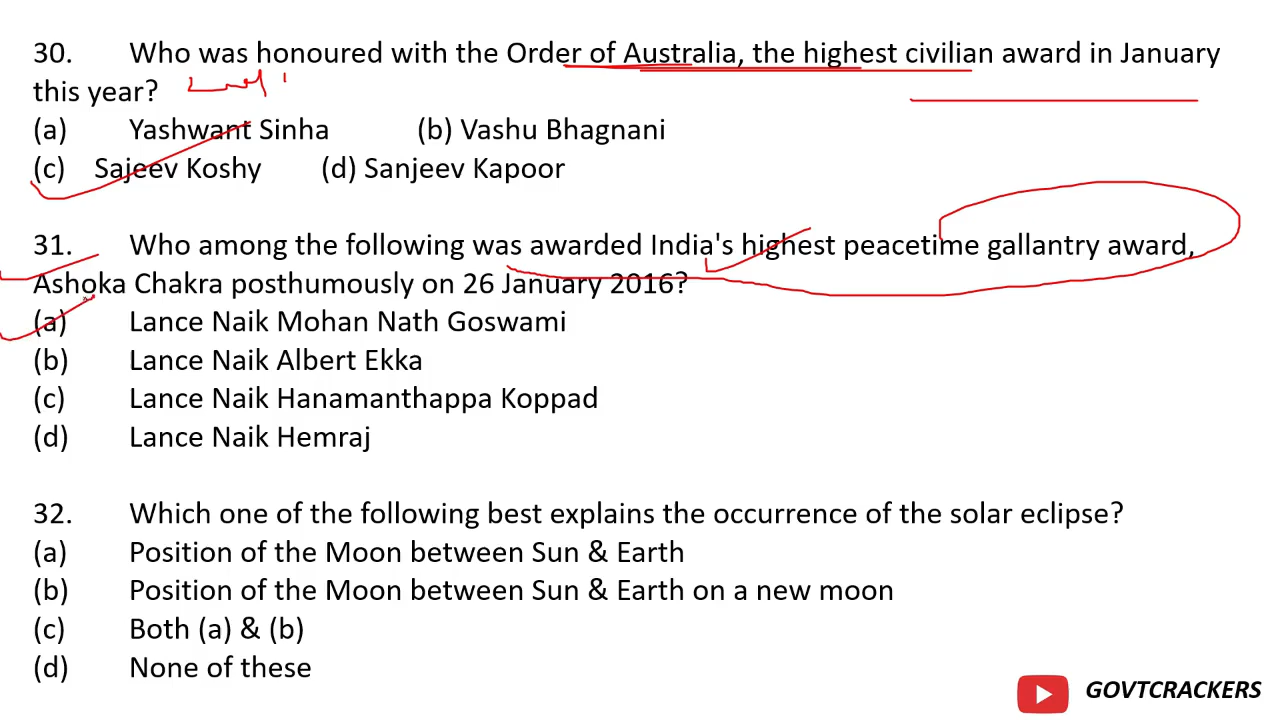 30. Who was honoured with the Order of Australia, the highest civilian award in January
this year?
(a) Yashwant Sinha (b) Vashu Bhagnani
(c) Sajeev Koshy (d) Sanjeev Kapoor
31. Who among the following was awarded India's highest peacetime gallantry award,
Ashoka Chakra posthumously on 26 January 2016?
(a) Lance Naik Mohan Nath Goswami
(b) Lance Naik Albert Ekka
(c) Lance Naik Hanamanthappa Koppad
(d) Lance Naik Hemraj
32. Which one of the following best explains the occurrence of the solar eclipse?
(a) Position of the Moon between Sun & Earth
(b) Position of the Moon between Sun & Earth on a new moon
(c) Both (a) & (b)
(d) None of these
GOVTCRACKERS